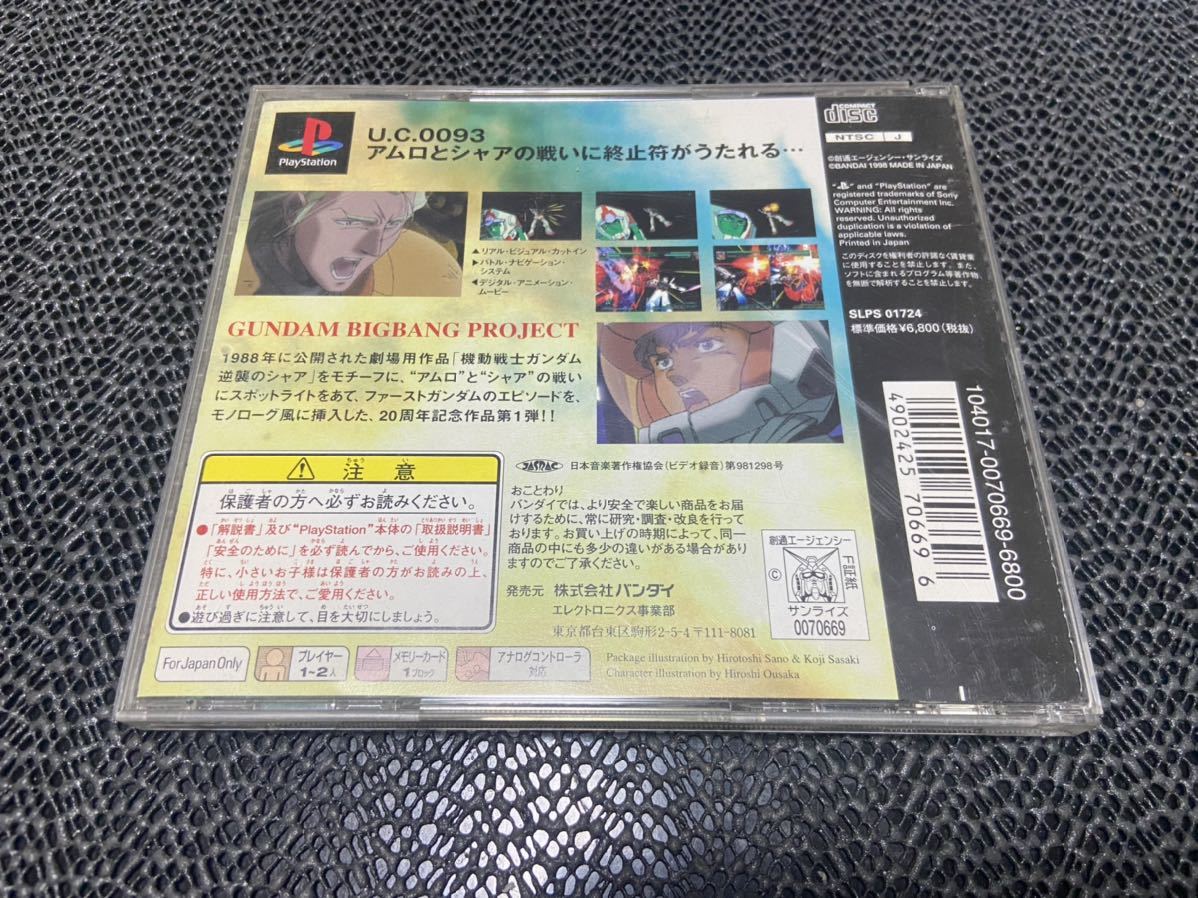 PlayStation
U.C.0093
アムロとシャアの戦いに終止符がうたれる…
▲リアル・ビジュアル・カットイン
▶バトル・ナビゲーション・
システム
◀デジタル・アニメーション・
ムービー
GUNDAM BIGBANG PROJECT
1988年に公開された劇場用作品「機動戦士ガンダム
逆襲のシャア」をモチーフに、“アムロ”と“シャア”の戦い
にスポットライトをあて、ファーストガンダムのエピソードを、
モノローグ風に挿入した、20周年記念作品第1弾!!
注意
ちゅう い
保護者の方へ必ずお読みください。
●「解説書」及び“PlayStation”本体の「取扱説明書」
「安全のために」を必ず読んでから、ご使用ください。
特に、小さいお子様は保護者の方がお読みの上、
正しい使用方法で、ご愛用ください。
●遊び過ぎに注意して、目を大切にしましょう。
JASRAC 日本音楽著作権協会(ビデオ録音)第981298号
おことわり
バンダイでは、より安全で楽しい商品をお届
けするために、常に研究・調査・改良を行って
おります。お買い上げの時期によって、同一
商品の中にも多少の違いがある場合があり
ますのでご了承ください。
発売元 株式会社バンダイ
エレクトロニクス事業部
東京都台東区駒形2-5-4 〒111-8081
創通エージェンシー
©
F証紙
サンライズ
0070669
For Japan Only
プレイヤー
1~2人
メモリーカード
1ブロック
アナログコントローラ
対応
Package illustration by Hirotoshi Sano & Koji Sasaki
Character illustration by Hiroshi Ousaka
COMPACT
disc
NTSC J
©創通エージェンシー・サンライズ
©BANDAI 1998 MADE IN JAPAN
“PS” and “PlayStation” are
registered trademarks of Sony
Computer Entertainment Inc.
WARNING: All rights
reserved. Unauthorized
duplication is a violation of
applicable laws.
Printed in Japan
このディスクを権利者の許諾なく賃貸業
に使用することを禁止します。また、
ソフトに含まれるプログラム等著作物
を無断で解析することを禁止します。
SLPS 01724
標準価格¥6,800(税抜)
104017-0070669-6800
4902425 70669 6